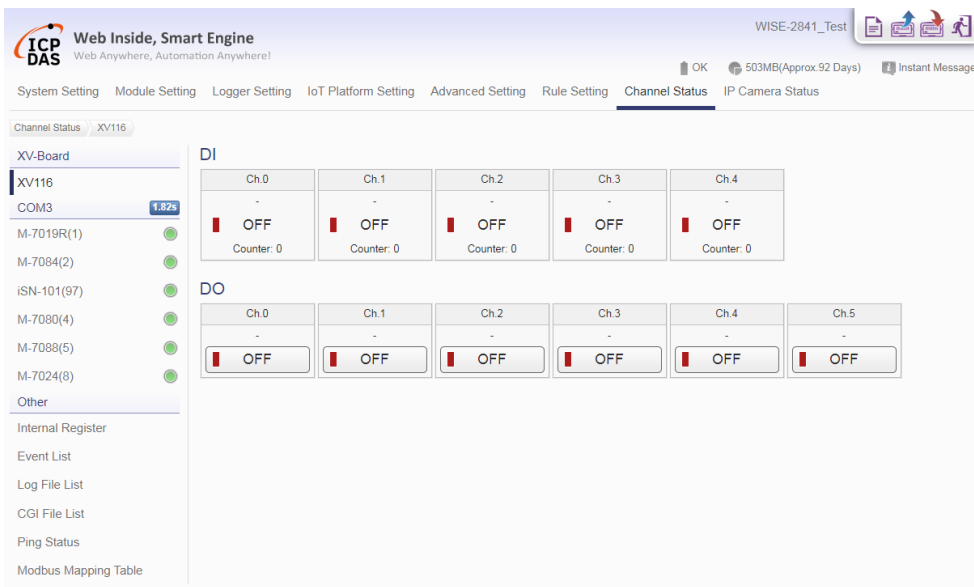 ICP
DAS
Web Inside, Smart Engine
Web Anywhere, Automation Anywhere!
WISE-2841_Test
OK 503MB(Approx.92 Days) Instant Message
System Setting Module Setting Logger Setting IoT Platform Setting Advanced Setting Rule Setting Channel Status IP Camera Status
Channel Status XV116
XV-Board
XV116
COM3 1.82s
M-7019R(1)
M-7084(2)
iSN-101(97)
M-7080(4)
M-7088(5)
M-7024(8)
Other
Internal Register
Event List
Log File List
CGI File List
Ping Status
Modbus Mapping Table
DI
Ch.0 Ch.1 Ch.2 Ch.3 Ch.4
- - - - -
OFF OFF OFF OFF OFF
Counter: 0 Counter: 0 Counter: 0 Counter: 0 Counter: 0
DO
Ch.0 Ch.1 Ch.2 Ch.3 Ch.4 Ch.5
- - - - - -
OFF OFF OFF OFF OFF OFF